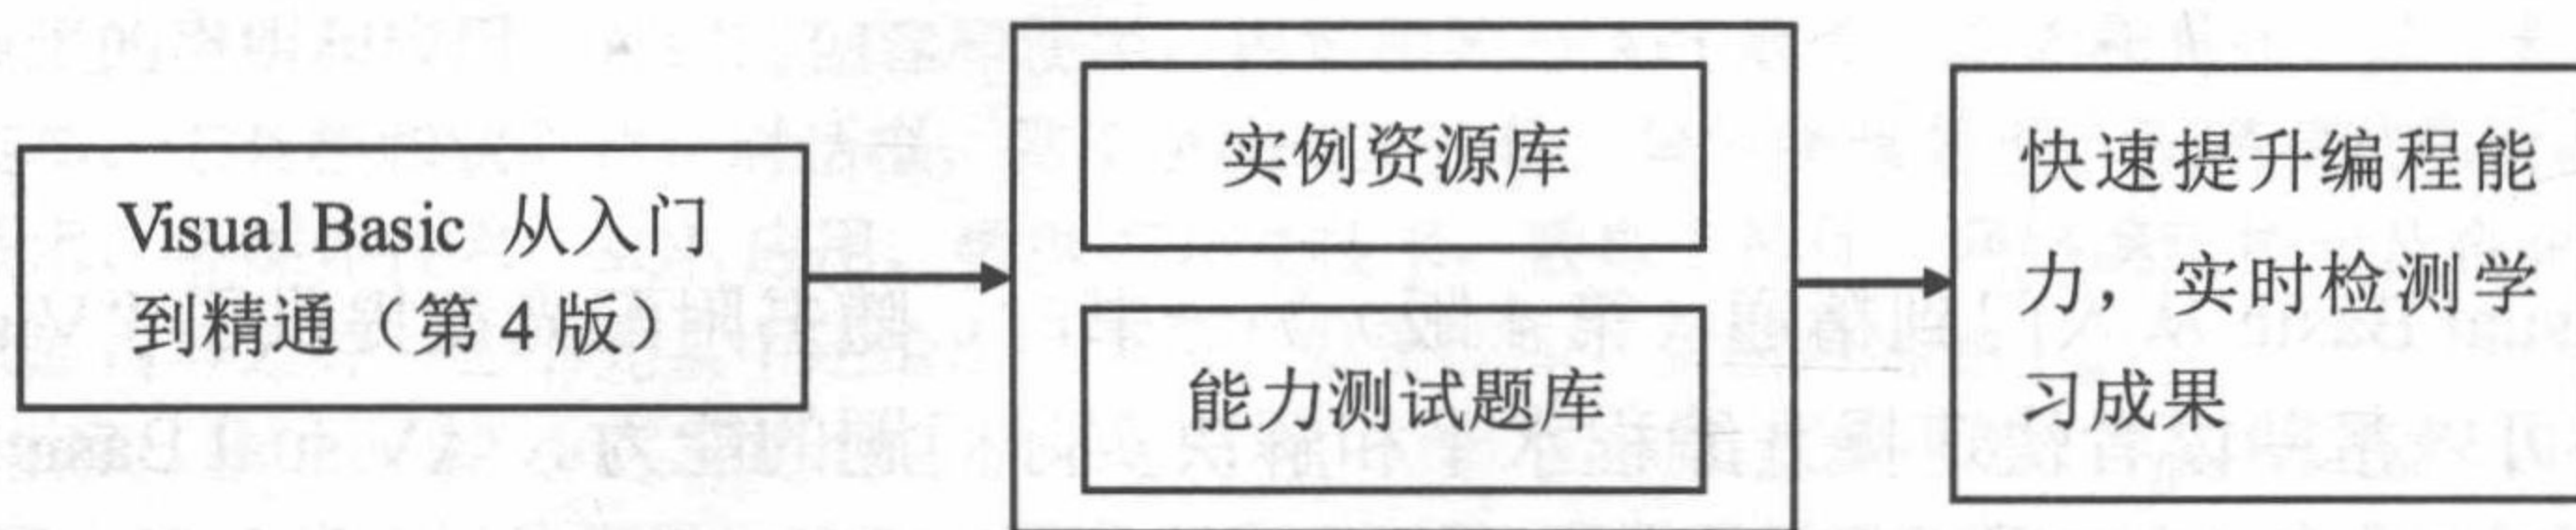 Visual Basic 从入门
到精通（第 4 版）
实例资源库
能力测试题库
快速提升编程能
力，实时检测学
习成果